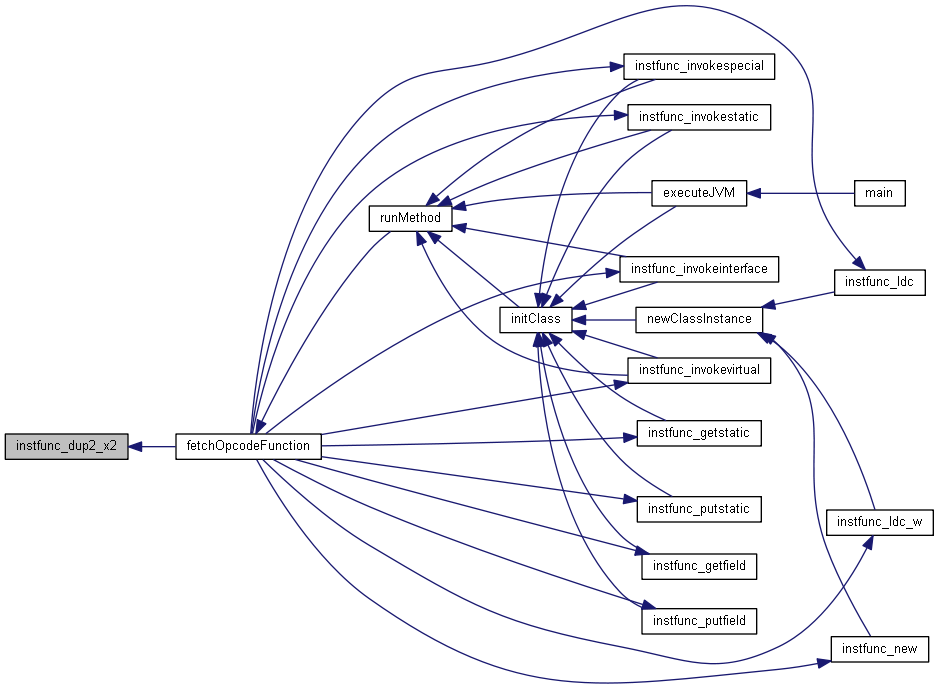 instfunc_invokespecial
instfunc_invokestatic
executeJVM
main
runMethod
instfunc_invokeinterface
instfunc_ldc
initClass
newClassInstance
instfunc_invokevirtual
instfunc_getstatic
instfunc_dup2_x2
fetchOpcodeFunction
instfunc_putstatic
instfunc_ldc_w
instfunc_getfield
instfunc_putfield
instfunc_new